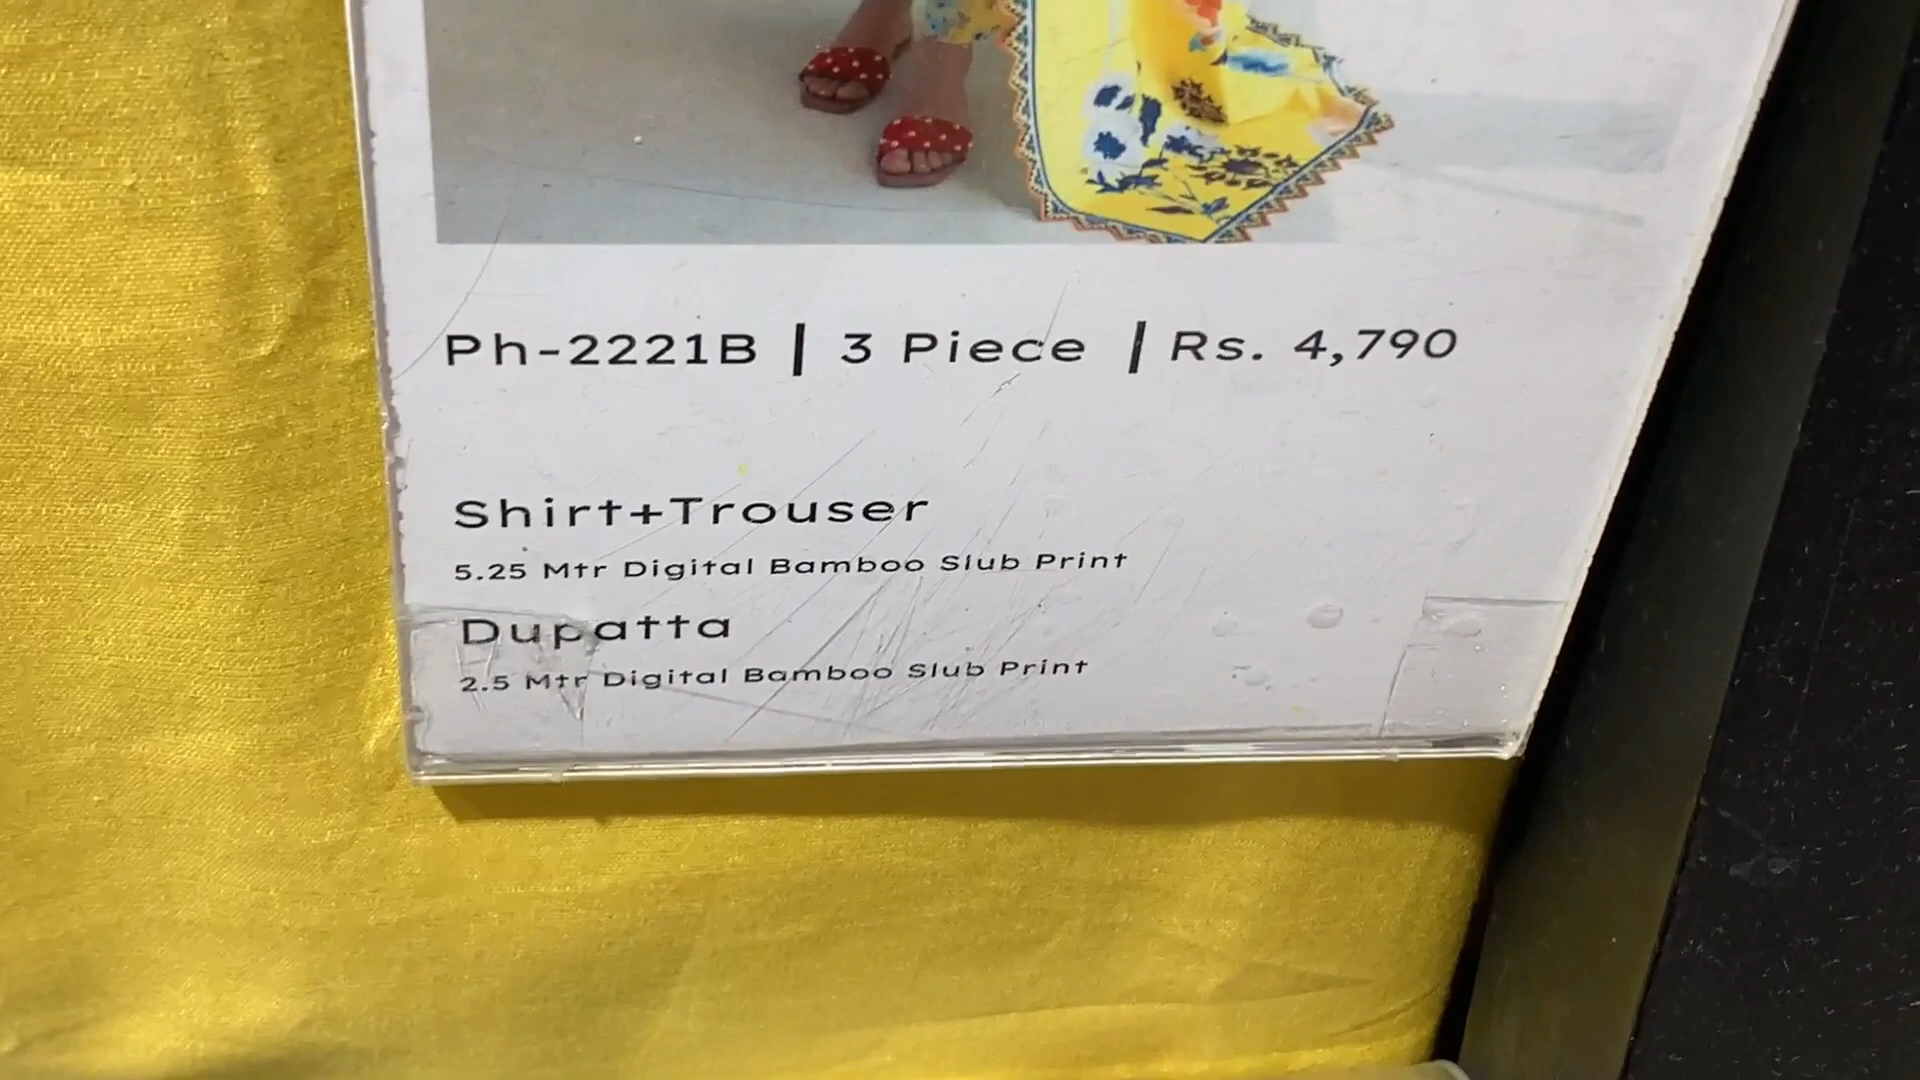 Ph-2221B | 3 Piece | Rs. 4,790
Shirt+Trouser
5.25 Mtr Digital Bamboo Slub Print
Dupatta
2.5 Mtr Digital Bamboo Slub Print